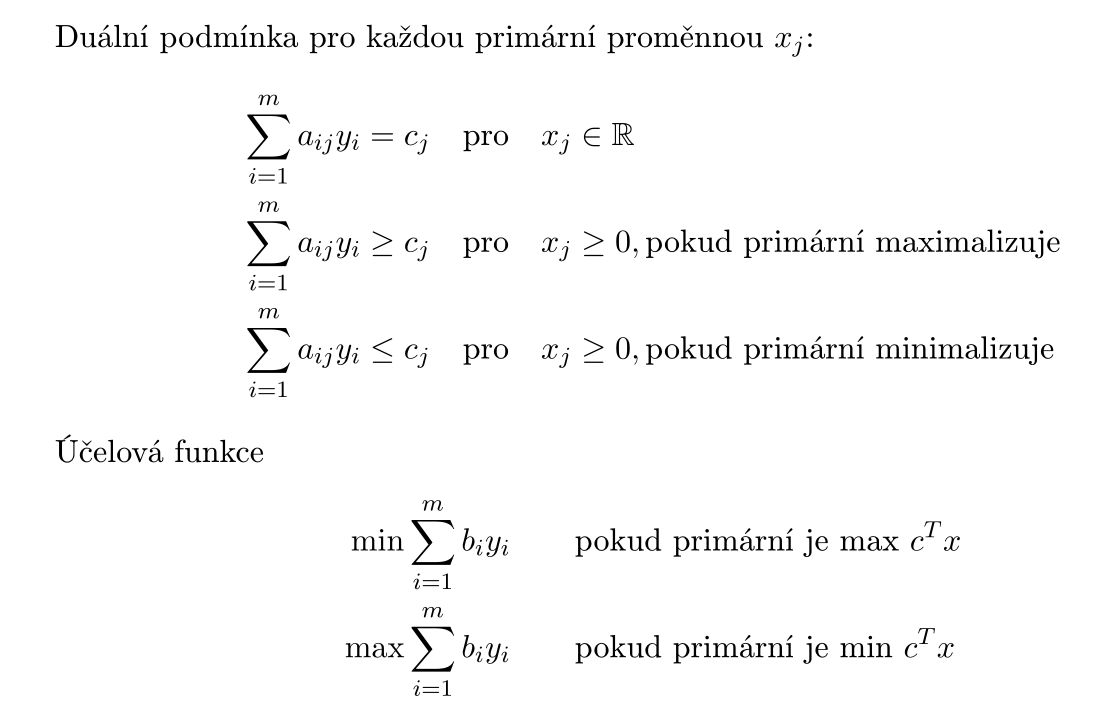 Duální podmínka pro každou primární proměnnou $x_j$:
$\sum_{i=1}^{m} a_{ij} y_i = c_j \quad \text{pro} \quad x_j \in \mathbb{R}$
$\sum_{i=1}^{m} a_{ij} y_i \geq c_j \quad \text{pro} \quad x_j \geq 0, \text{pokud primární maximalizuje}$
$\sum_{i=1}^{m} a_{ij} y_i \leq c_j \quad \text{pro} \quad x_j \geq 0, \text{pokud primární minimalizuje}$
Účelová funkce
$\min \sum_{i=1}^{m} b_i y_i \qquad \text{pokud primární je max } c^T x$
$\max \sum_{i=1}^{m} b_i y_i \qquad \text{pokud primární je min } c^T x$